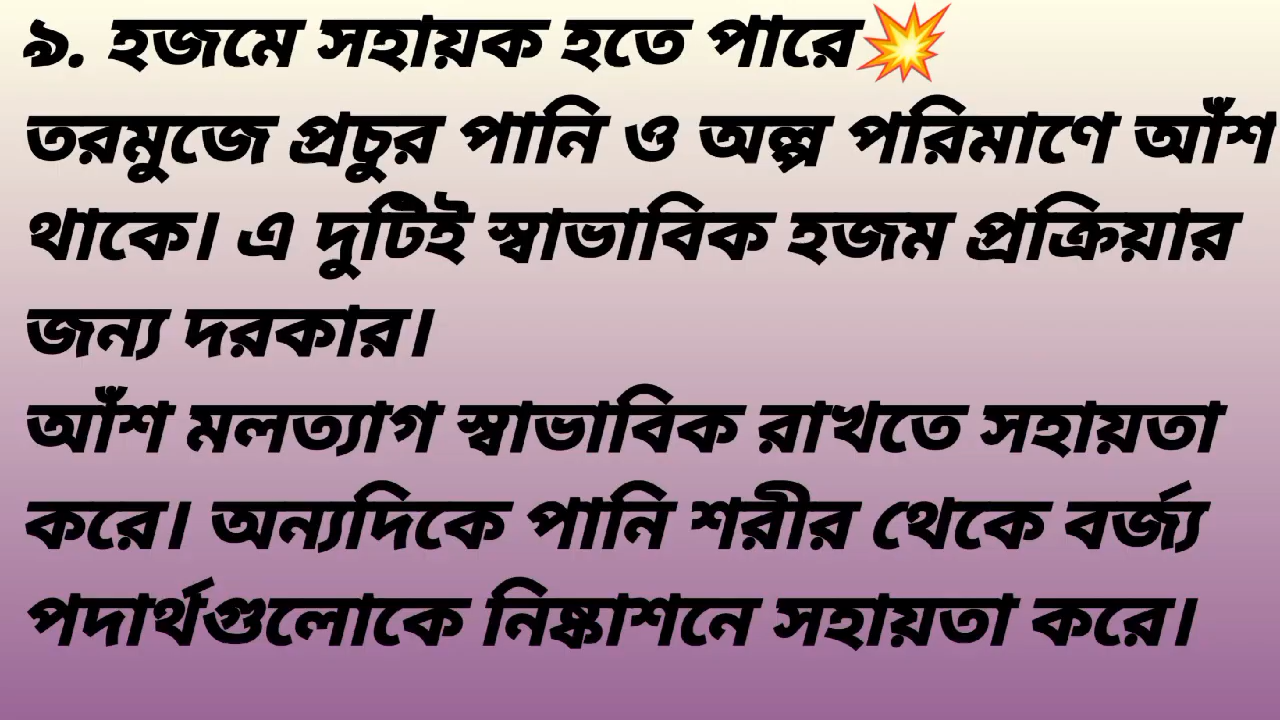 ৯. হজমে সহায়ক হতে পারে💥
তরমুজে প্রচুর পানি ও অল্প পরিমাণে আঁশ
থাকে। এ দুটিই স্বাভাবিক হজম প্রক্রিয়ার
জন্য দরকার।
আঁশ মলত্যাগ স্বাভাবিক রাখতে সহায়তা
করে। অন্যদিকে পানি শরীর থেকে বর্জ্য
পদার্থগুলোকে নিষ্কাশনে সহায়তা করে।